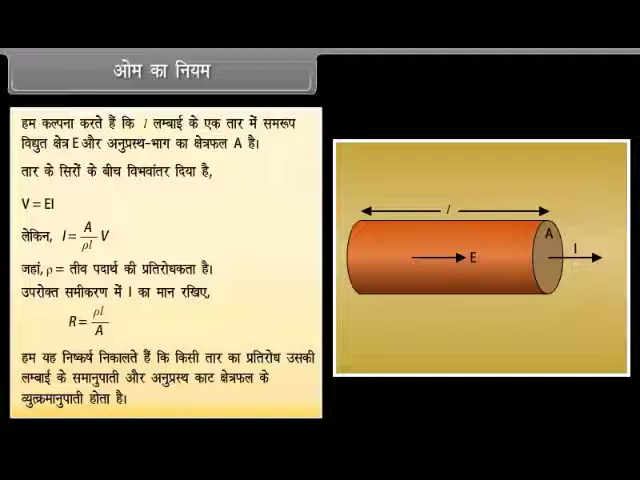 ओम का नियम
हम कल्पना करते हैं कि l लम्बाई के एक तार में समरूप
विद्युत क्षेत्र E और अनुप्रस्थ-भाग का क्षेत्रफल A है।
तार के सिरों के बीच विभवांतर दिया है,
V = El
लेकिन, I = A/ρl V
जहां, ρ = तीव पदार्थ की प्रतिरोधकता है।
उपरोक्त समीकरण में I का मान रखिए,
R = ρl/A
हम यह निष्कर्ष निकालते हैं कि किसी तार का प्रतिरोध उसकी
लम्बाई के समानुपाती और अनुप्रस्थ काट क्षेत्रफल के
व्युत्क्रमानुपाती होता है।
l
A
I
E